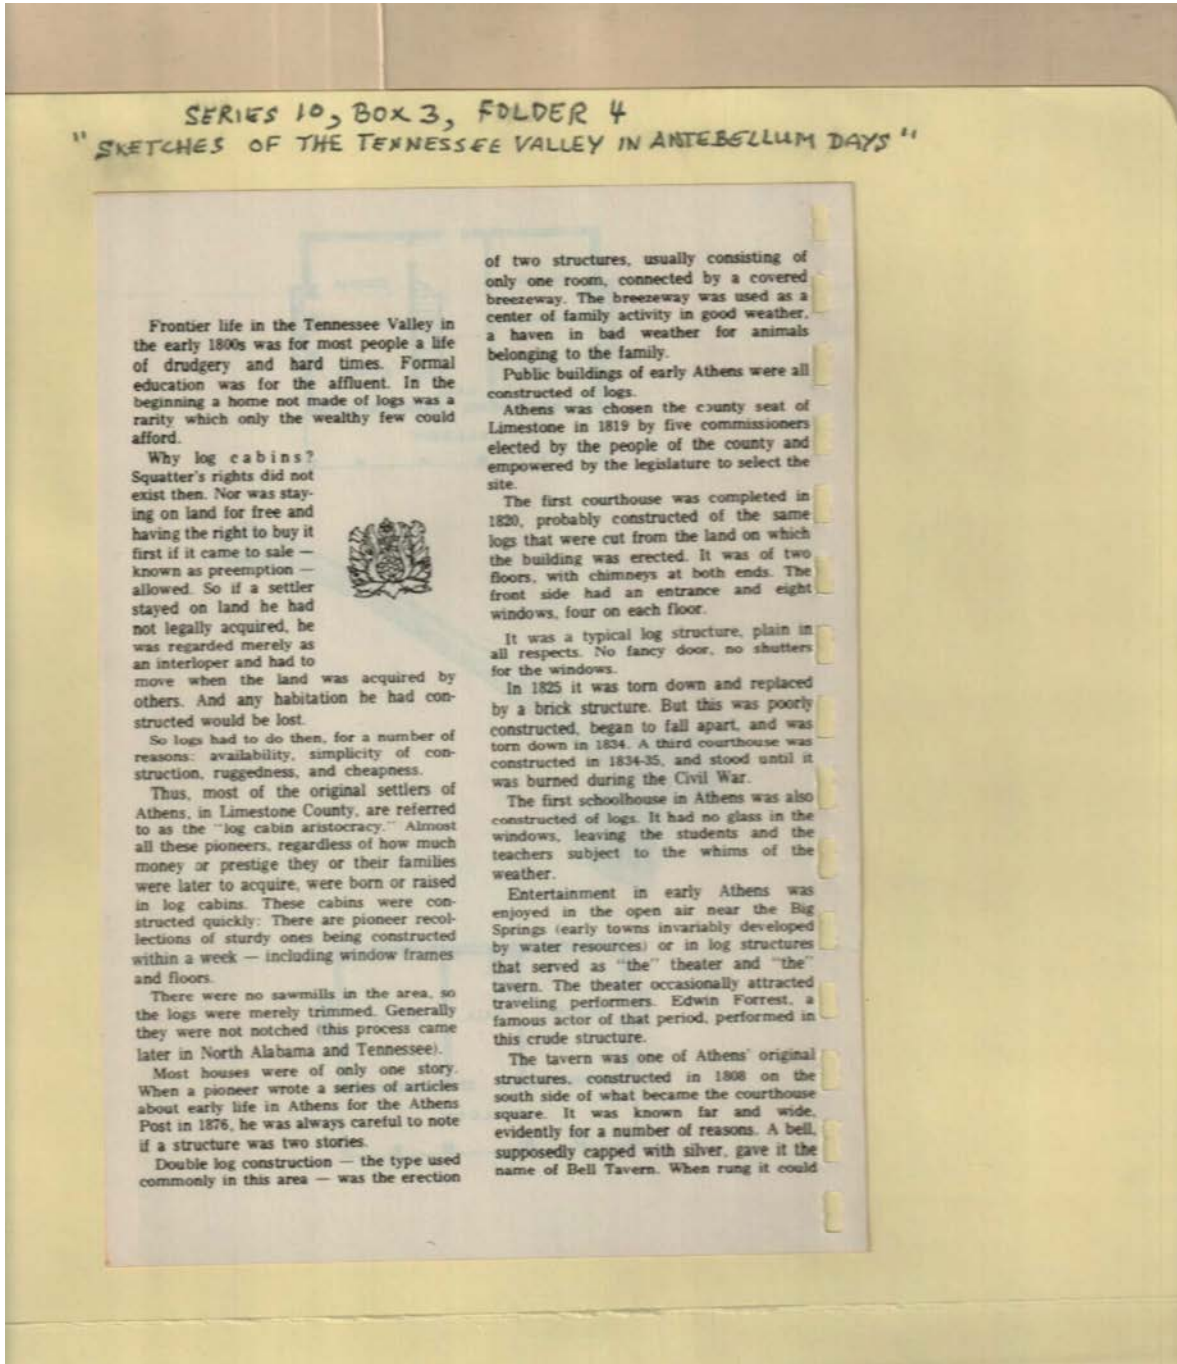 SERIES 10, BOX 3, FOLDER 4
"SKETCHES OF THE TENNESSEE VALLEY IN ANTEBELLUM DAYS"
Frontier life in the Tennessee Valley in
the early 1800s was for most people a life
of drudgery and hard times. Formal
education was for the affluent. In the
beginning a home not made of logs was a
rarity which only the wealthy few could
afford.
Why log cabins?
Squatter's rights did not
exist then. Nor was stay-
ing on land for free and
having the right to buy it
first if it came to sale —
known as preemption —
allowed. So if a settler
stayed on land he had
not legally acquired, he
was regarded merely as
an interloper and had to
move when the land was acquired by
others. And any habitation he had con-
structed would be lost.
So logs had to do then, for a number of
reasons: availability, simplicity of con-
struction, ruggedness, and cheapness.
Thus, most of the original settlers of
Athens, in Limestone County, are referred
to as the "log cabin aristocracy." Almost
all these pioneers, regardless of how much
money or prestige they or their families
were later to acquire, were born or raised
in log cabins. These cabins were con-
structed quickly: There are pioneer recol-
lections of sturdy ones being constructed
within a week — including window frames
and floors.
There were no sawmills in the area, so
the logs were merely trimmed. Generally
they were not notched (this process came
later in North Alabama and Tennessee).
Most houses were of only one story.
When a pioneer wrote a series of articles
about early life in Athens for the Athens
Post in 1876, he was always careful to note
if a structure was two stories.
Double log construction — the type used
commonly in this area — was the erection
of two structures, usually consisting of
only one room, connected by a covered
breezeway. The breezeway was used as a
center of family activity in good weather,
a haven in bad weather for animals
belonging to the family.
Public buildings of early Athens were all
constructed of logs.
Athens was chosen the county seat of
Limestone in 1819 by five commissioners
elected by the people of the county and
empowered by the legislature to select the
site.
The first courthouse was completed in
1820, probably constructed of the same
logs that were cut from the land on which
the building was erected. It was of two
floors, with chimneys at both ends. The
front side had an entrance and eight
windows, four on each floor.
It was a typical log structure, plain in
all respects. No fancy door, no shutters
for the windows.
In 1825 it was torn down and replaced
by a brick structure. But this was poorly
constructed, began to fall apart, and was
torn down in 1834. A third courthouse was
constructed in 1834-35, and stood until it
was burned during the Civil War.
The first schoolhouse in Athens was also
constructed of logs. It had no glass in the
windows, leaving the students and the
teachers subject to the whims of the
weather.
Entertainment in early Athens was
enjoyed in the open air near the Big
Springs (early towns invariably developed
by water resources) or in log structures
that served as "the" theater and "the"
tavern. The theater occasionally attracted
traveling performers. Edwin Forrest, a
famous actor of that period, performed in
this crude structure.
The tavern was one of Athens' original
structures, constructed in 1808 on the
south side of what became the courthouse
square. It was known far and wide,
evidently for a number of reasons. A bell,
supposedly capped with silver, gave it the
name of Bell Tavern. When rung it could